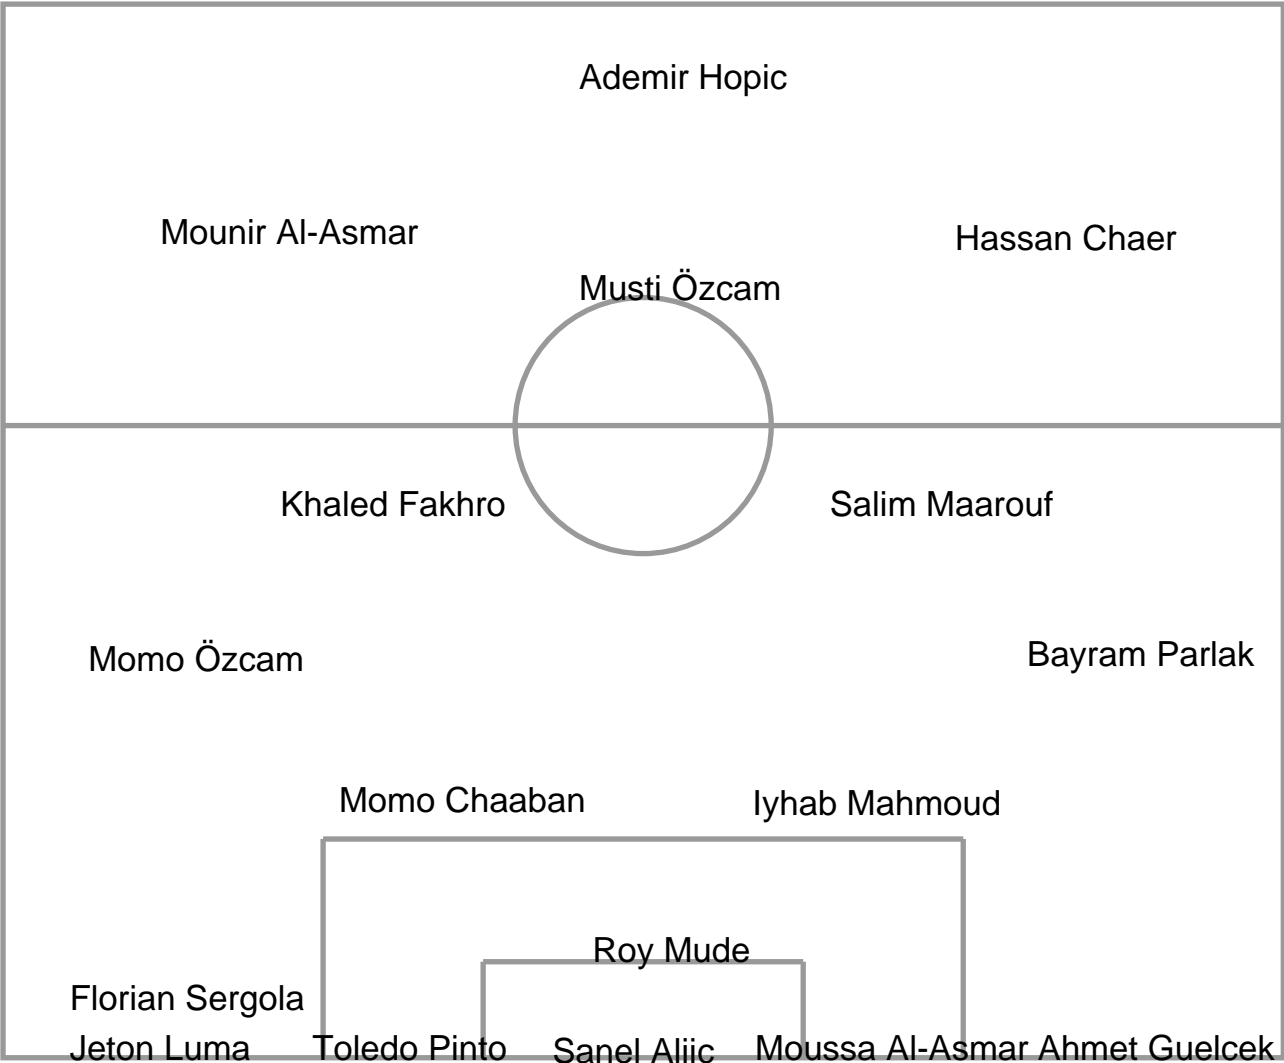 Ademir Hopic
Mounir Al-Asmar
Hassan Chaer
Musti Özcam
Khaled Fakhro
Salim Maarouf
Momo Özcam
Bayram Parlak
Momo Chaaban
Iyhab Mahmoud
Roy Mude
Florian Sergola
Jeton Luma
Toledo Pinto
Sanel Aljic
Moussa Al-Asmar
Ahmet Guelcek